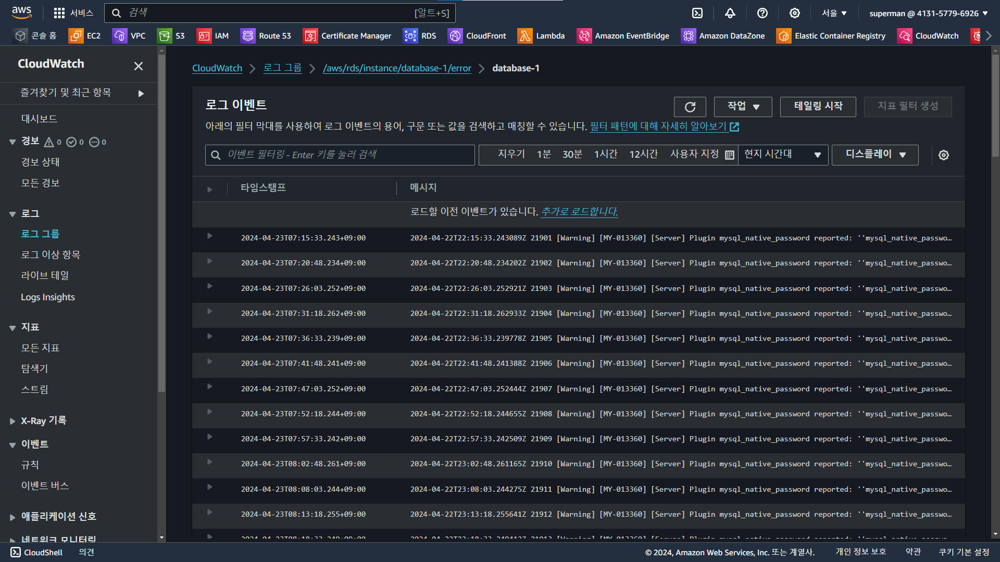 aws
서비스
검색
[알트+S]
서울
superman @ 4131-5779-6926
콘솔 홈
EC2
VPC
S3
IAM
Route 53
Certificate Manager
RDS
CloudFront
Lambda
Amazon EventBridge
Amazon DataZone
Elastic Container Registry
CloudWatch
CloudWatch
즐겨찾기 및 최근 항목
대시보드
경보 0 0 0
경보 상태
모든 경보
로그
로그 그룹
로그 이상 항목
라이브 테일
Logs Insights
지표
모든 지표
탐색기
스트림
X-Ray 기록
이벤트
규칙
이벤트 버스
애플리케이션 신호
네트워크 모니터링
CloudWatch
로그 그룹
/aws/rds/instance/database-1/error
database-1
로그 이벤트
작업
테일링 시작
지표 필터 생성
아래의 필터 막대를 사용하여 로그 이벤트의 용어, 구문 또는 값을 검색하고 매칭할 수 있습니다. 필터 패턴에 대해 자세히 알아보기
이벤트 필터링 - Enter 키를 눌러 검색
지우기 1분 30분 1시간 12시간 사용자 지정
현지 시간대
디스플레이
타임스탬프 메시지
로드할 이전 이벤트가 있습니다. 추가로 로드합니다.
2024-04-23T07:15:33.243+09:00 2024-04-22T22:15:33.243089Z 21901 [Warning] [MY-013360] [Server] Plugin mysql_native_password reported: ''mysql_native_passwo…
2024-04-23T07:20:48.234+09:00 2024-04-22T22:20:48.234202Z 21902 [Warning] [MY-013360] [Server] Plugin mysql_native_password reported: ''mysql_native_passwo…
2024-04-23T07:26:03.252+09:00 2024-04-22T22:26:03.252921Z 21903 [Warning] [MY-013360] [Server] Plugin mysql_native_password reported: ''mysql_native_passwo…
2024-04-23T07:31:18.262+09:00 2024-04-22T22:31:18.262933Z 21904 [Warning] [MY-013360] [Server] Plugin mysql_native_password reported: ''mysql_native_passwo…
2024-04-23T07:36:33.239+09:00 2024-04-22T22:36:33.239778Z 21905 [Warning] [MY-013360] [Server] Plugin mysql_native_password reported: ''mysql_native_passwo…
2024-04-23T07:41:48.241+09:00 2024-04-22T22:41:48.241388Z 21906 [Warning] [MY-013360] [Server] Plugin mysql_native_password reported: ''mysql_native_passwo…
2024-04-23T07:47:03.252+09:00 2024-04-22T22:47:03.252444Z 21907 [Warning] [MY-013360] [Server] Plugin mysql_native_password reported: ''mysql_native_passwo…
2024-04-23T07:52:18.244+09:00 2024-04-22T22:52:18.244655Z 21908 [Warning] [MY-013360] [Server] Plugin mysql_native_password reported: ''mysql_native_passwo…
2024-04-23T07:57:33.242+09:00 2024-04-22T22:57:33.242509Z 21909 [Warning] [MY-013360] [Server] Plugin mysql_native_password reported: ''mysql_native_passwo…
2024-04-23T08:02:48.261+09:00 2024-04-22T23:02:48.261165Z 21910 [Warning] [MY-013360] [Server] Plugin mysql_native_password reported: ''mysql_native_passwo…
2024-04-23T08:08:03.244+09:00 2024-04-22T23:08:03.244275Z 21911 [Warning] [MY-013360] [Server] Plugin mysql_native_password reported: ''mysql_native_passwo…
2024-04-23T08:13:18.255+09:00 2024-04-22T23:13:18.255641Z 21912 [Warning] [MY-013360] [Server] Plugin mysql_native_password reported: ''mysql_native_passwo…
CloudShell
의견
© 2024, Amazon Web Services, Inc. 또는 계열사.
개인 정보 보호
약관
쿠키 기본 설정